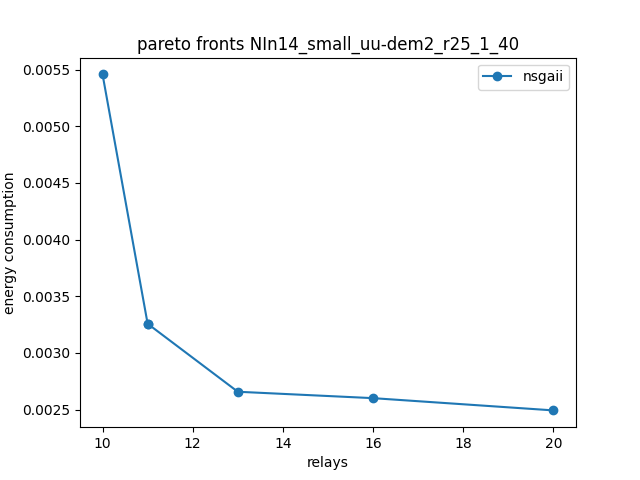 pareto fronts NIn14_small_uu-dem2_r25_1_40
nsgaii
0.0055
0.0050
0.0045
0.0040
0.0035
0.0030
0.0025
energy consumption
10 12 14 16 18 20
relays